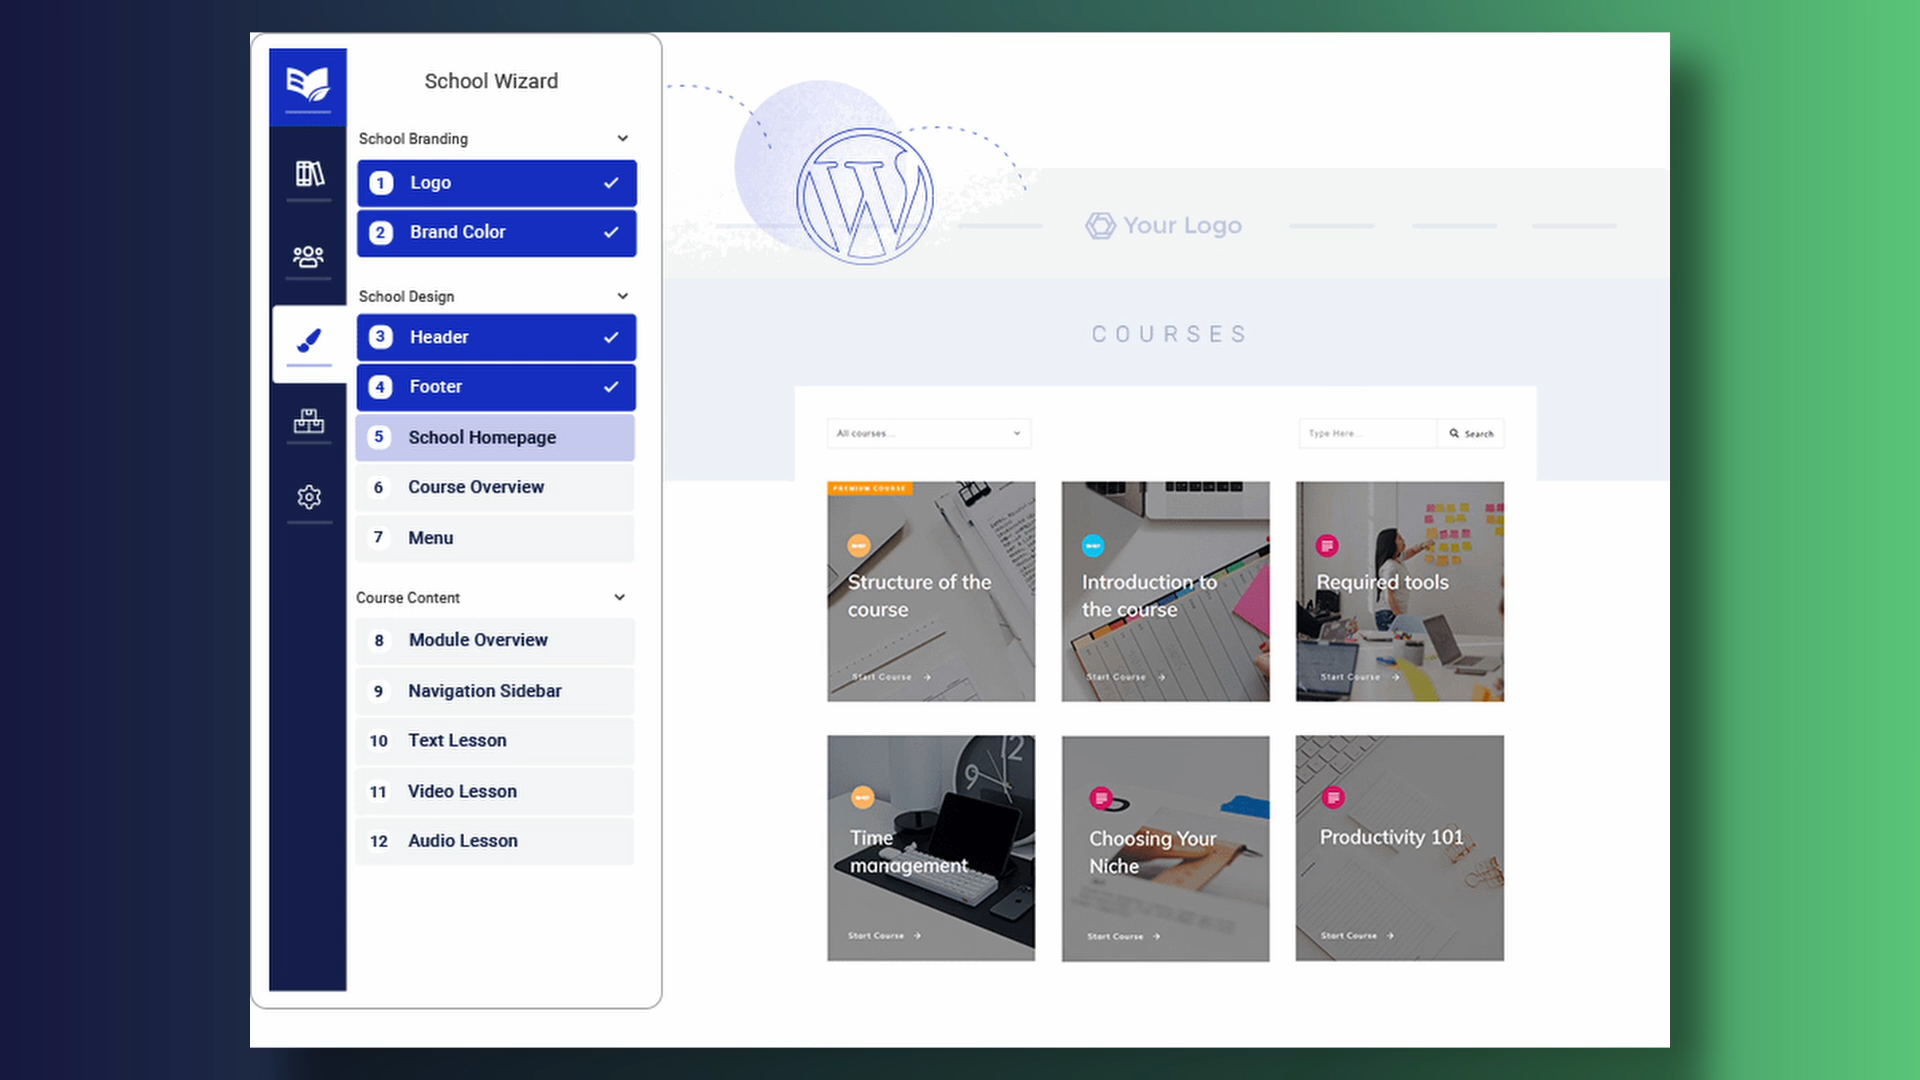 School Wizard
School Branding
1 Logo
2 Brand Color
School Design
3 Header
4 Footer
5 School Homepage
6 Course Overview
7 Menu
Course Content
8 Module Overview
9 Navigation Sidebar
10 Text Lesson
11 Video Lesson
12 Audio Lesson
W
Your Logo
COURSES
All courses...
Type Here...
Search
PREMIUM COURSE
Structure of the
course
Start Course
Introduction to
the course
Start Course
Required tools
Start Course
12
9
Time
management
Start Course
Choosing Your
Niche
Start Course
Productivity 101
Start Course